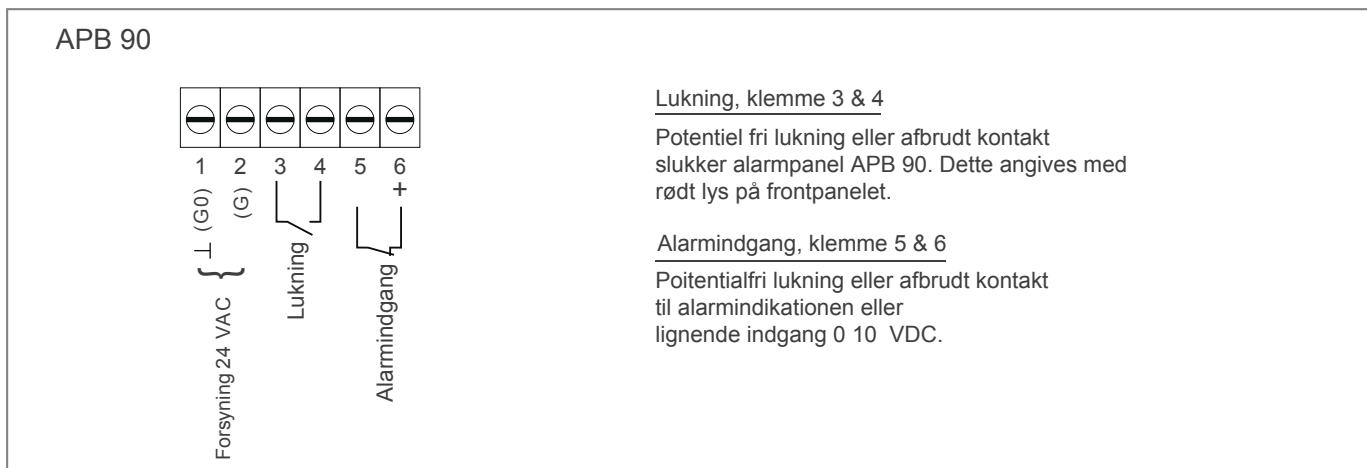 APB 90
1 2 3 4 5 6
⊥ (G0)
(G)
+
Forsyning 24 VAC
Lukning
Alarmindgang
Lukning, klemme 3 & 4
Potentiel fri lukning eller afbrudt kontakt
slukker alarmpanel APB 90. Dette angives med
rødt lys på frontpanelet.
Alarmindgang, klemme 5 & 6
Poitentialfri lukning eller afbrudt kontakt
til alarmindikationen eller
lignende indgang 0 10 VDC.